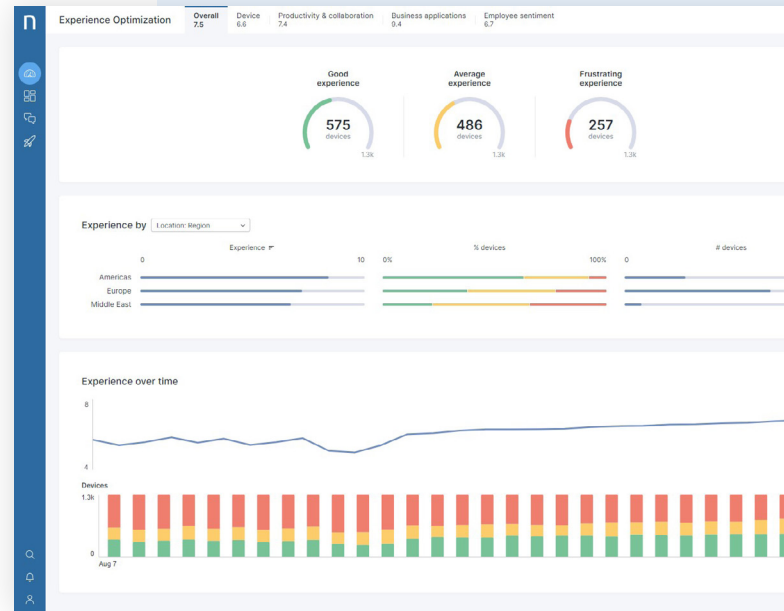 n
Experience Optimization
Overall
7.5
Device
6.6
Productivity & collaboration
7.4
Business applications
9.4
Employee sentiment
6.7
Good
experience
575
devices
1.3k
Average
experience
486
devices
1.3k
Frustrating
experience
257
devices
1.3k
Experience by Location: Region
Experience
% devices
# devices
0 10 0% 100% 0
Americas
Europe
Middle East
Experience over time
8
4
Devices
1.3k
0
Aug 7